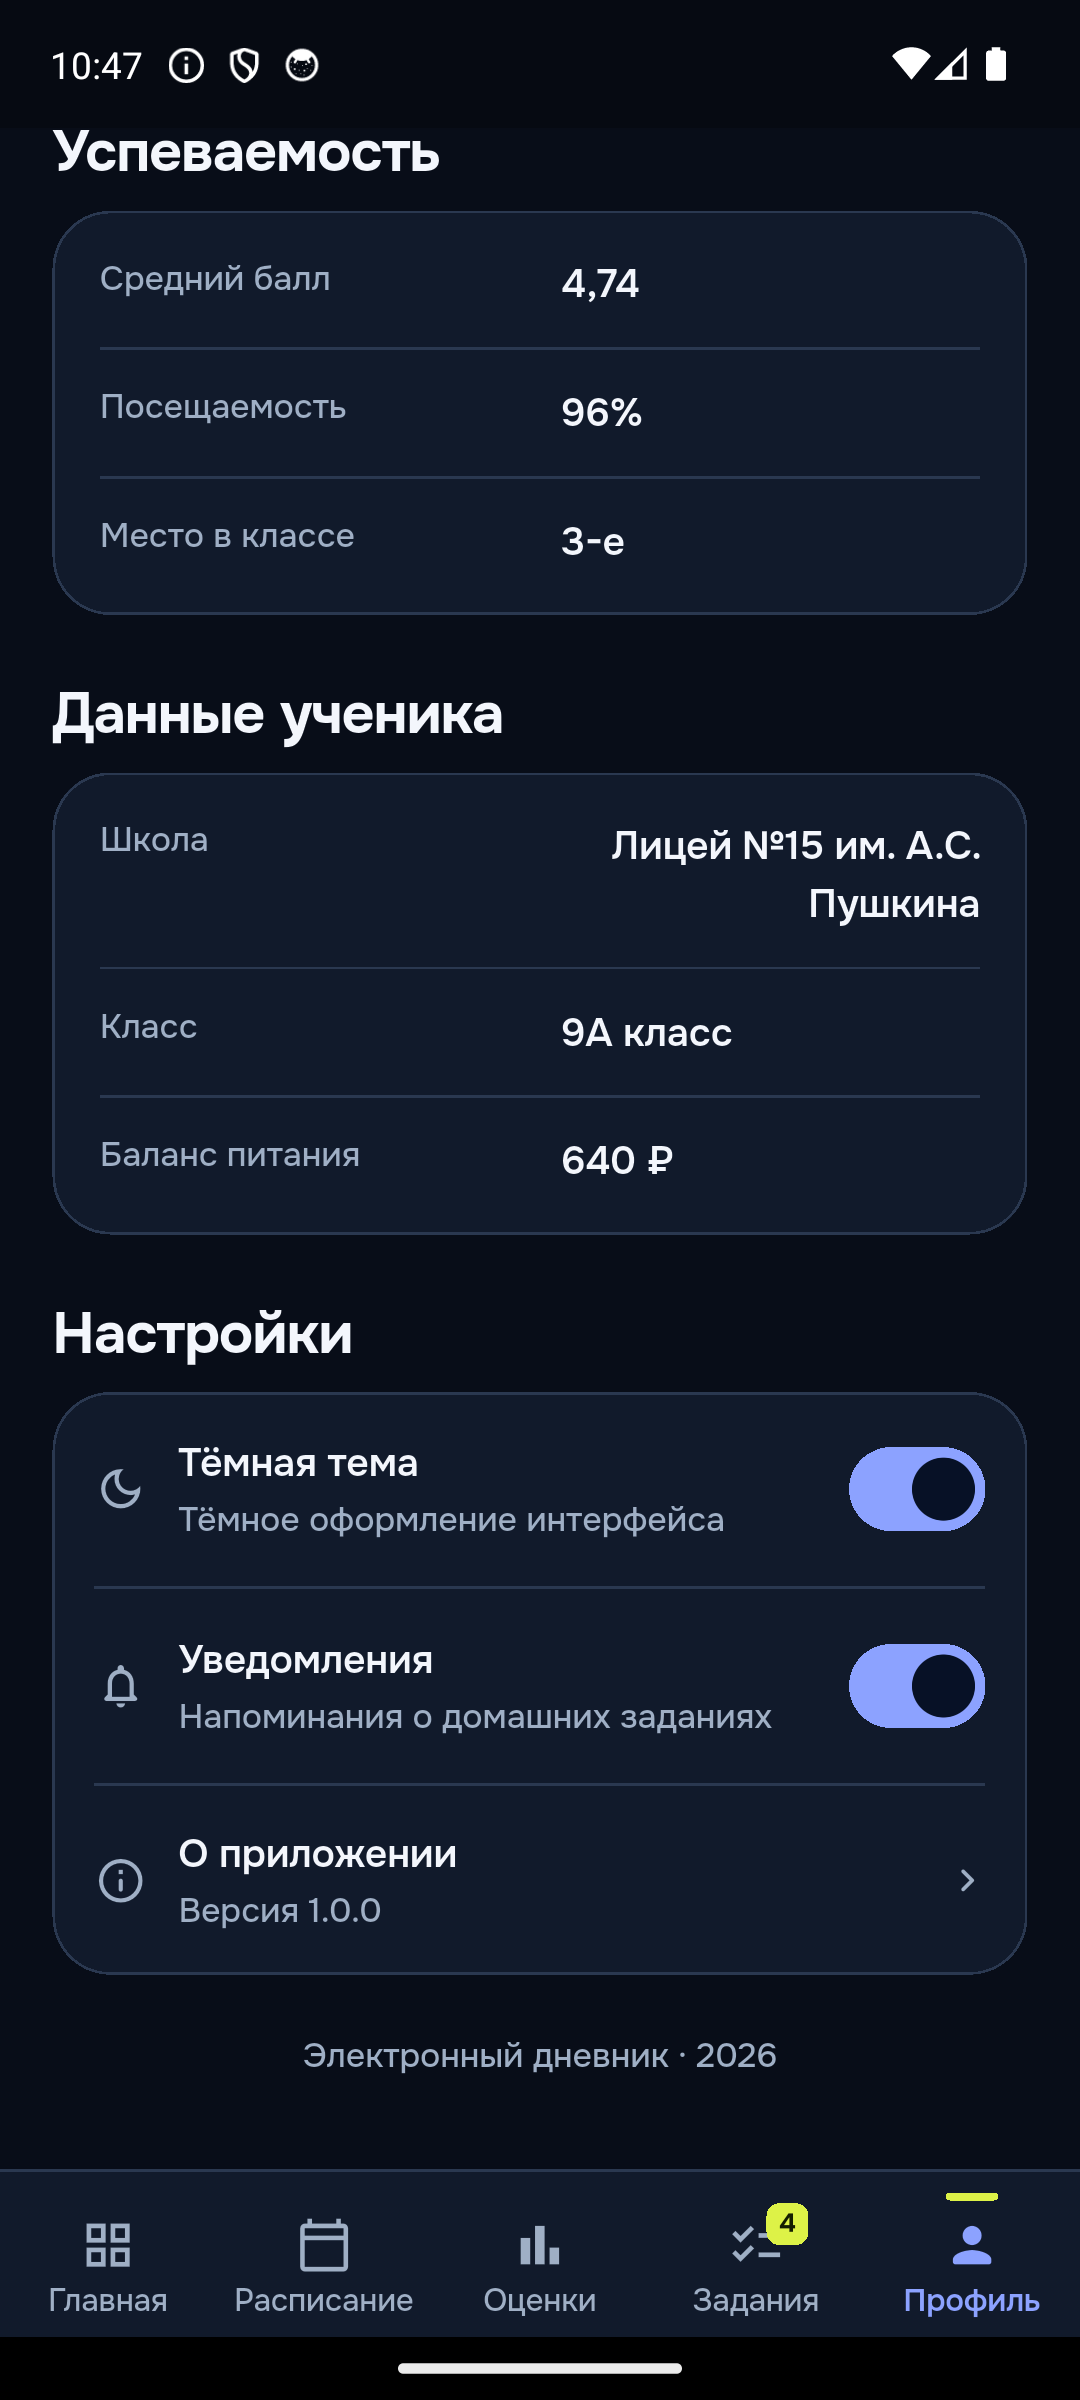 10:47
Успеваемость
Средний балл
4,74
Посещаемость
96%
Место в классе
3-е
Данные ученика
Школа
Лицей №15 им. А.С.
Пушкина
Класс
9А класс
Баланс питания
640 ₽
Настройки
Тёмная тема
Тёмное оформление интерфейса
Уведомления
Напоминания о домашних заданиях
О приложении
Версия 1.0.0
Электронный дневник · 2026
4
Главная
Расписание
Оценки
Задания
Профиль